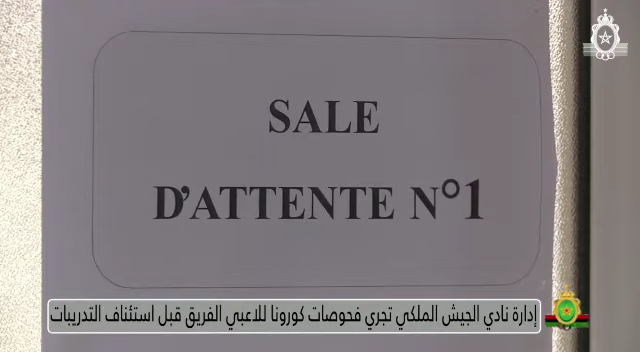 SALE
D'ATTENTE N°1
إدارة نادي الجيش الملكي تجري فحوصات كورونا للاعبي الفريق قبل استئناف التدريبات